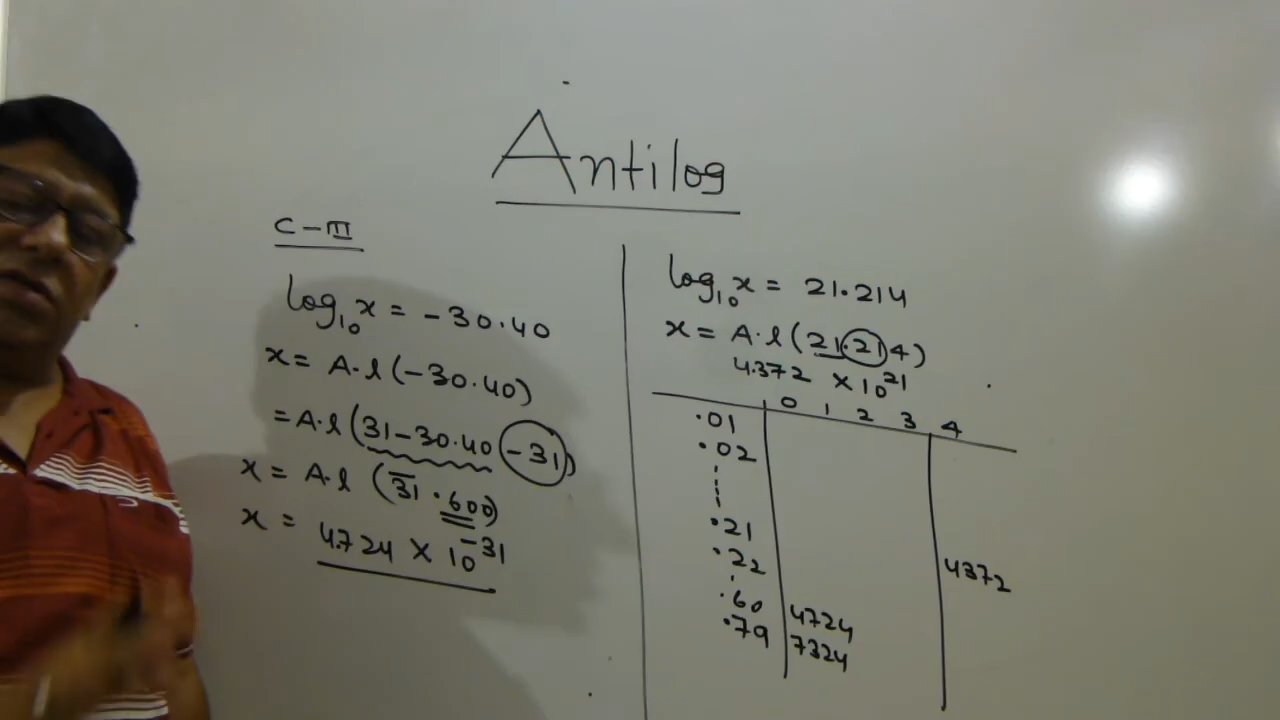 Antilog
C-III
log₁₀x = -30.40
x = A.l(-30.40)
= A.l(31-30.40-31)
x = A.l (3̅1̅.600)
x = 4.724 × 10⁻³¹
log₁₀x = 21.214
x = A.l(21.214)
4.372 × 10²¹
0 1 2 3 4
.01
.02
.21
.22 4372
.60 4724
.79 7324